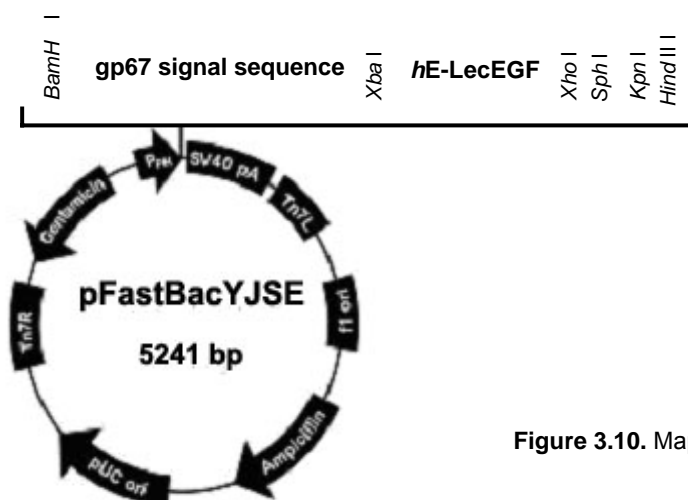 BamH I
gp67 signal sequence
Xba I
hE-LecEGF
Xho I
Sph I
Kpn I
Hind III
PPH
SV40 pA
Tn7L
f1 ori
Ampicillin
pUC ori
Tn7R
Gentamicin
pFastBacYJSE
5241 bp
Figure 3.10. Ma